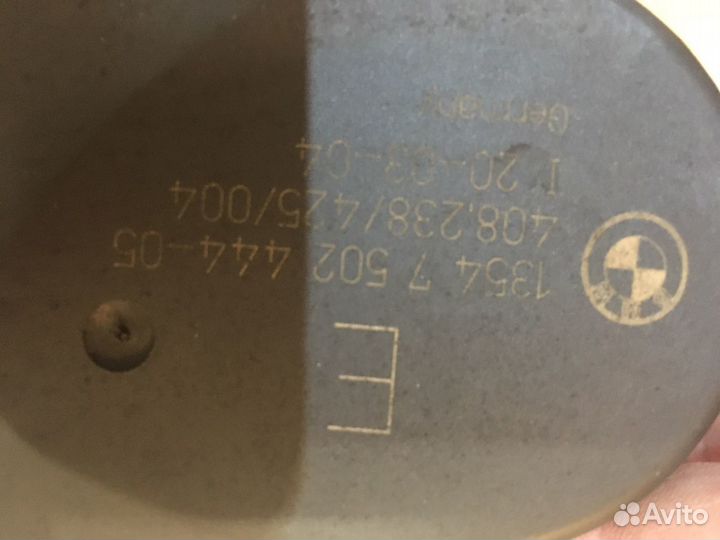 1354 7 502 444-05
408.238/425/004
I 20-03-04
Germany
E
Avito